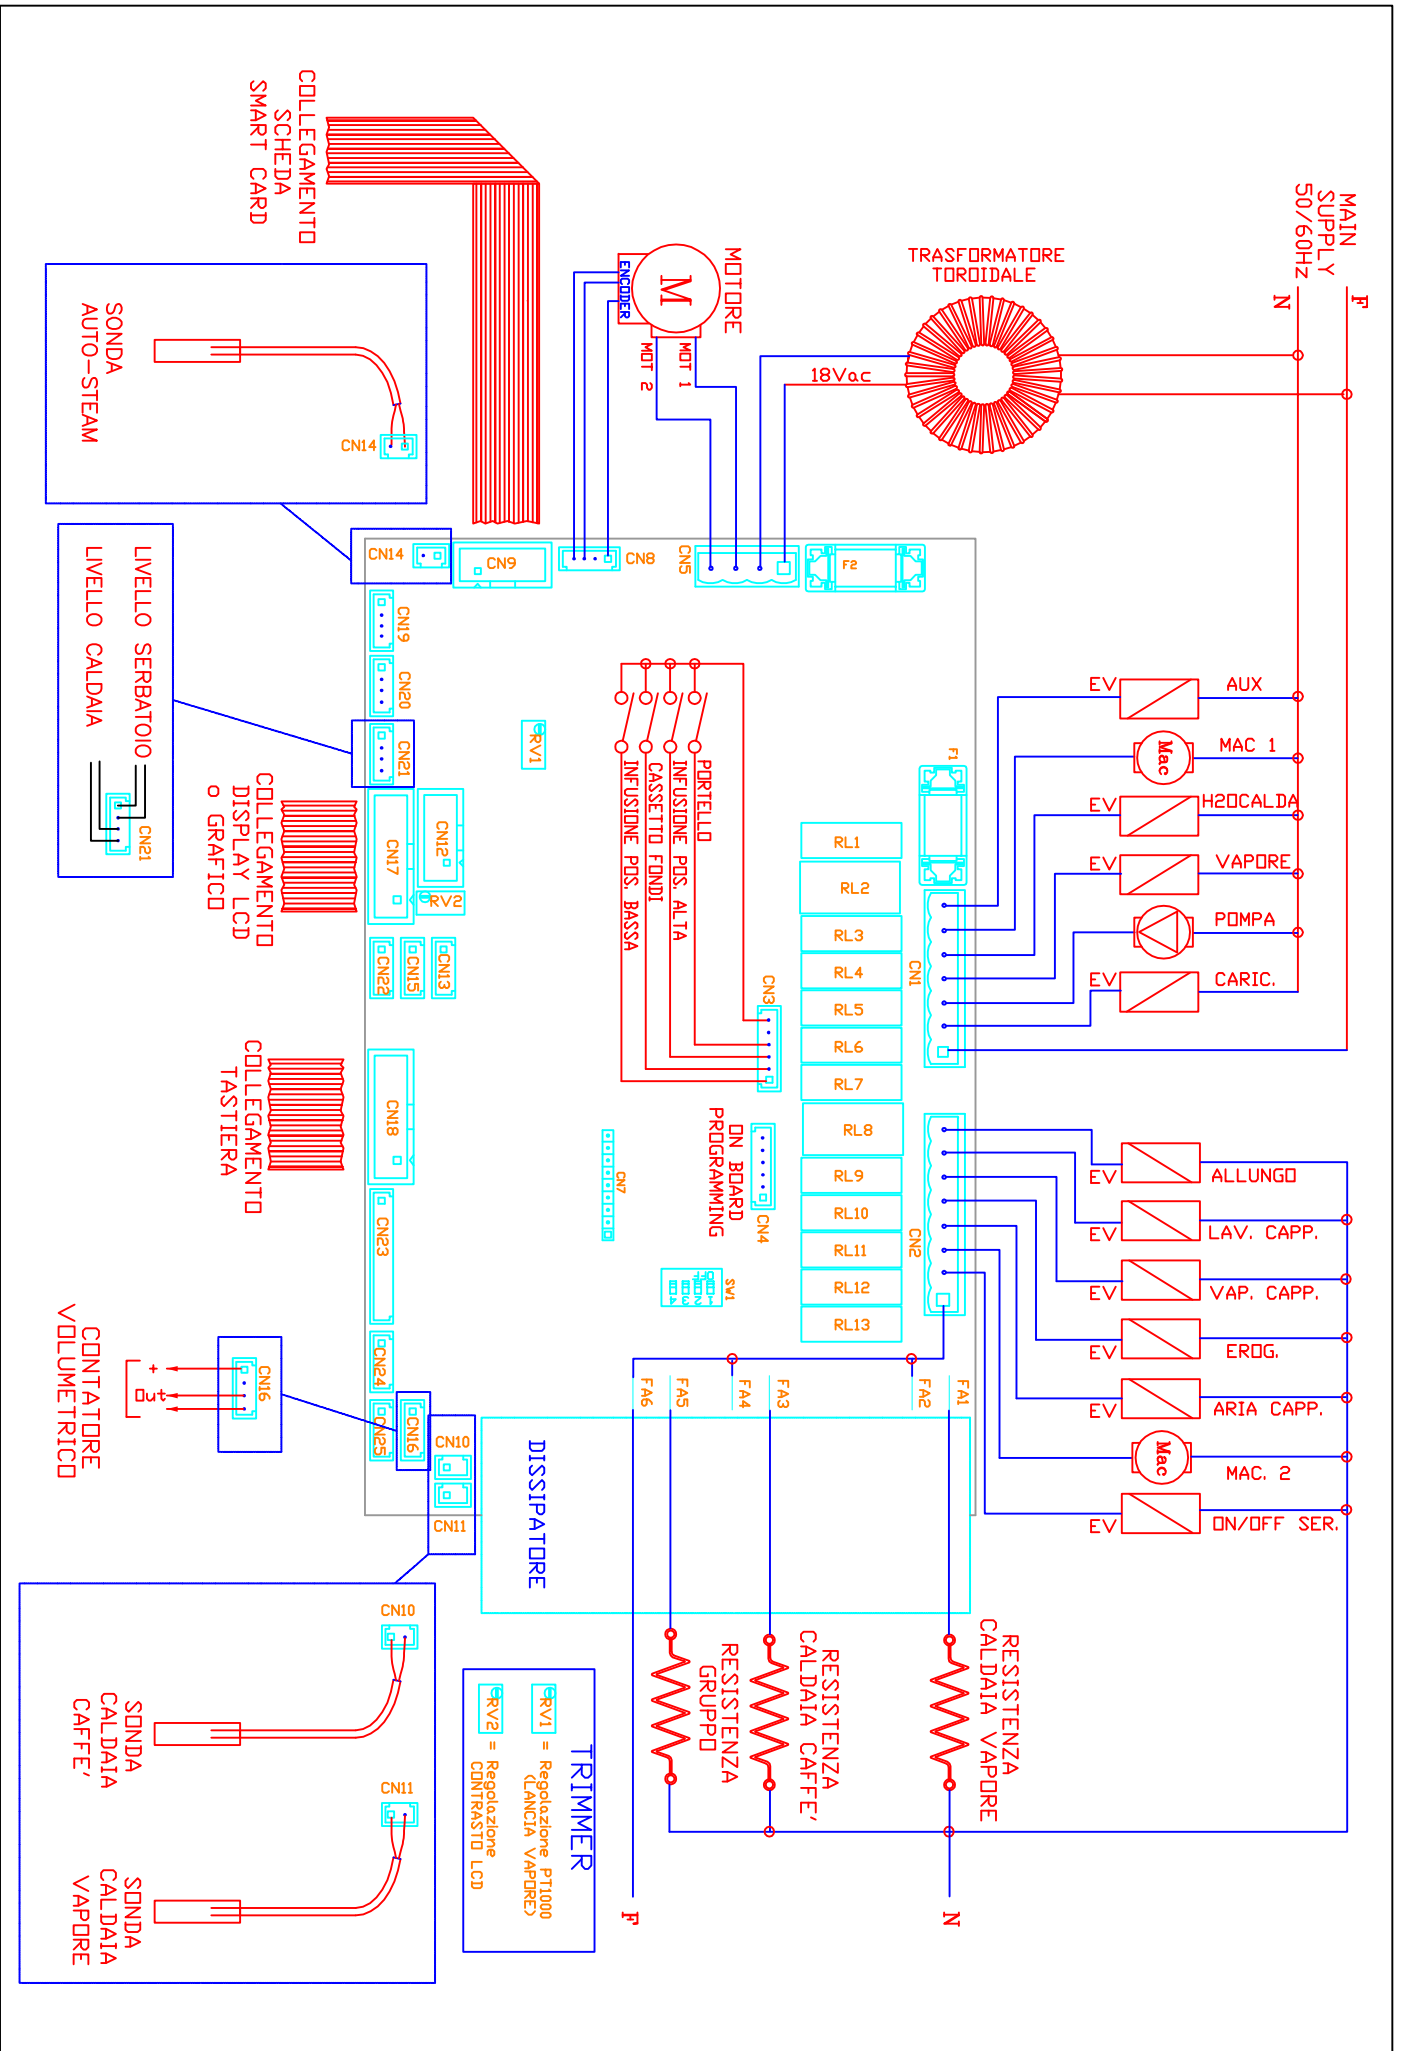 MAIN
SUPPLY
50/60Hz
F
N
TRASFORMATORE
TOROIDALE
18Vac
MOTORE
M
ENCODER
MOT 1
MOT 2
COLLEGAMENTO
SCHEDA
SMART CARD
SONDA
AUTO-STEAM
CN14
CN14
CN9
CN8
CN5
F2
LIVELLO SERBATOIO
LIVELLO CALDAIA
CN21
CN19
CN20
CN21
RV1
CN12
CN17
RV2
COLLEGAMENTO
DISPLAY LCD
o GRAFICO
CN22
CN15
CN13
PORTELLO
INFUSIONE POS. ALTA
CASSETTO FONDI
INFUSIONE POS. BASSA
CN3
F1
RL1
RL2
RL3
RL4
RL5
RL6
RL7
RL8
RL9
RL10
RL11
RL12
RL13
CN1
CN2
EV
AUX
Mac
MAC 1
EV
H2OCALDA
EV
VAPORE
POMPA
EV
CARIC.
EV
ALLUNGO
EV
LAV. CAPP.
EV
VAP. CAPP.
EV
EROG.
EV
ARIA CAPP.
Mac
MAC. 2
EV
ON/OFF SER.
ON BOARD
PROGRAMMING
CN4
CN7
SW1
OFF
1 2 3 4
COLLEGAMENTO
TASTIERA
CN18
CN23
CN24
CN25
CN16
CN10
CN11
CONTATORE
VOLUMETRICO
+
Out
-
CN16
FA6
FA5
FA4
FA3
FA2
FA1
DISSIPATORE
RESISTENZA
GRUPPO
RESISTENZA
CALDAIA CAFFE'
RESISTENZA
CALDAIA VAPORE
F
N
TRIMMER
RV1 = Regolazione PT1000
(LANCIA VAPORE)
RV2 = Regolazione
CONTRASTO LCD
CN10
SONDA
CALDAIA
CAFFE'
CN11
SONDA
CALDAIA
VAPORE